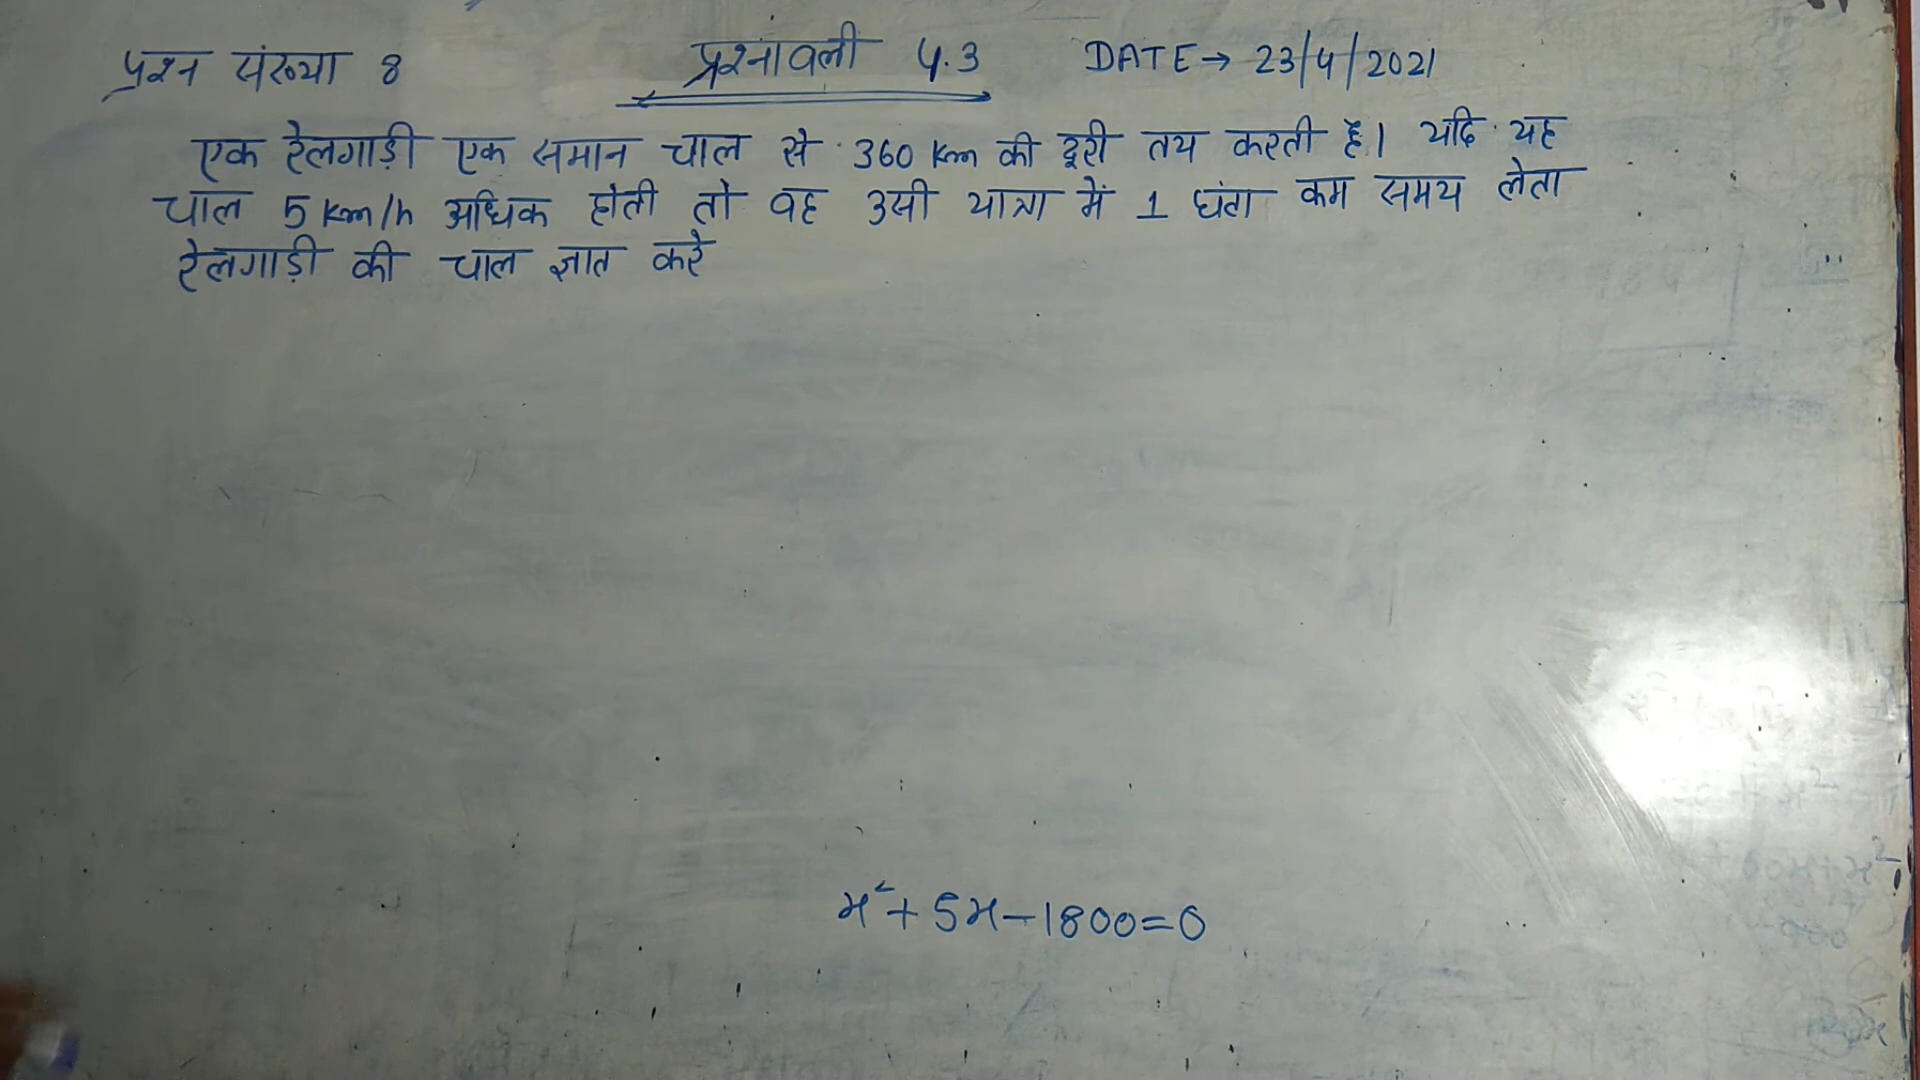 प्रश्न संख्या 8 प्रश्नावली 4.3 DATE→ 23/4/2021
एक रेलगाड़ी एक समान चाल से 360 Km की दूरी तय करती है। यदि यह
चाल 5 Km/h अधिक होती तो वह उसी यात्रा में 1 घंटा कम समय लेता
रेलगाड़ी की चाल ज्ञात करे
x²+5x-1800=0